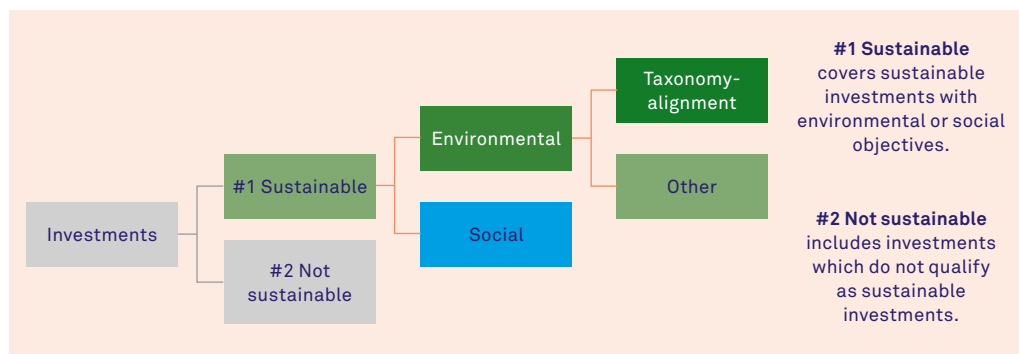 Investments
#1 Sustainable
#2 Not
sustainable
Environmental
Social
Taxonomy-
alignment
Other
#1 Sustainable
covers sustainable
investments with
environmental or social
objectives.
#2 Not sustainable
includes investments
which do not qualify
as sustainable
investments.